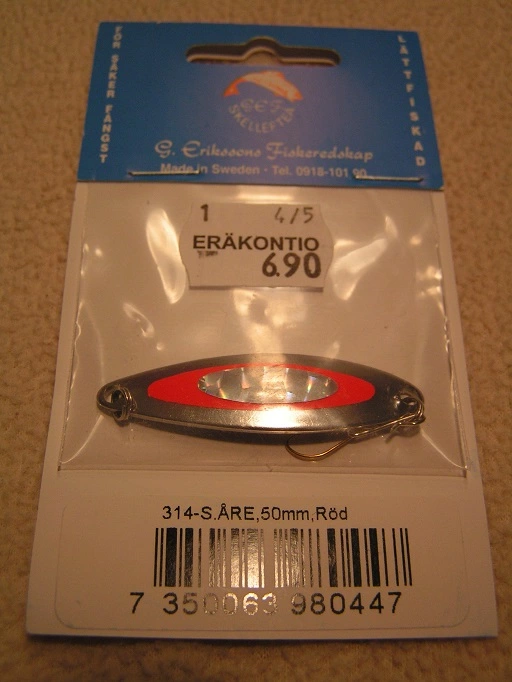 FÖR SÄKER FÅNGST
LÄTTFISKAD
SKELLEFTEÅ
G. Erikssons Fiskeredskap
Made in Sweden · Tel. 0918-101 90
1 4/5
ERÄKONTIO
6.90
314-S.ÅRE,50mm,Röd
7 350063 980447